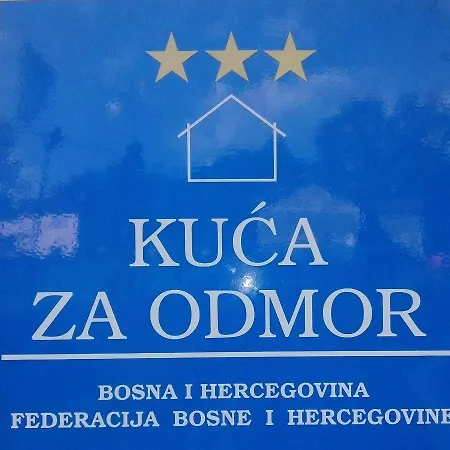 KUĆA
ZA ODMOR
BOSNA I HERCEGOVINA
FEDERACIJA BOSNE I HERCEGOVINE